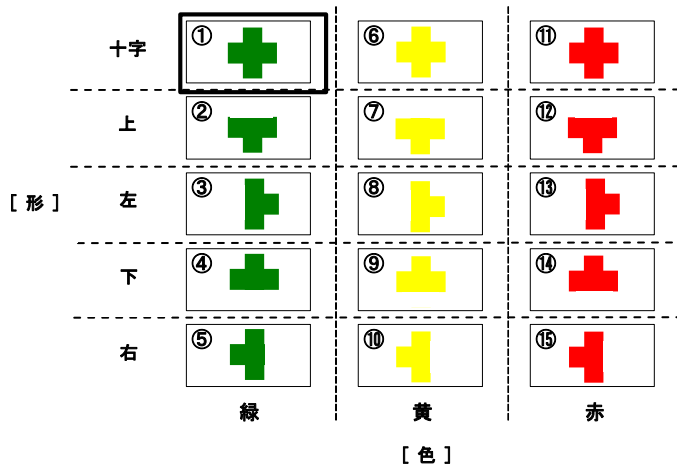 十字 ① ⑥ ⑪
上 ② ⑦ ⑫
[ 形 ] 左 ③ ⑧ ⑬
下 ④ ⑨ ⑭
右 ⑤ ⑩ ⑮
緑 黄 赤
[ 色 ]